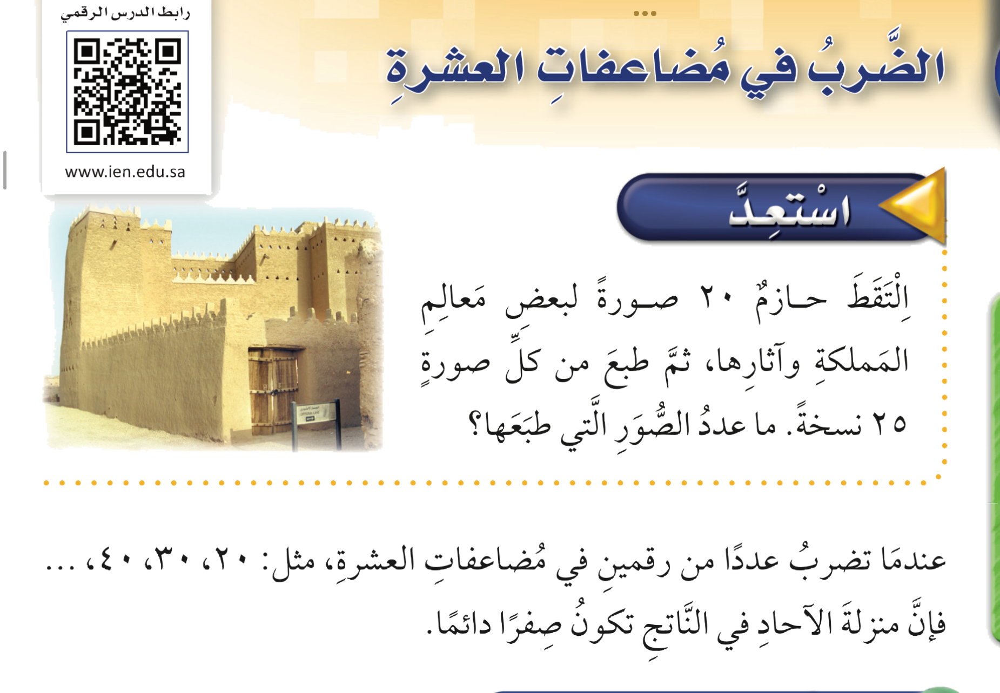 رابط الدرس الرقمي
www.ien.edu.sa
الضَّربُ في مُضاعفاتِ العشرةِ
اسْتعِدَّ
اِلْتَقَطَ حازمٌ ٢٠ صورةً لبعضِ مَعالِمِ
المَملكةِ وآثارِها، ثمَّ طبعَ من كلِّ صورةٍ
٢٥ نسخةً. ما عددُ الصُّوَرِ الَّتي طبَعَها؟
عندمَا تضربُ عددًا من رقمينِ في مُضاعفاتِ العشرةِ، مثل: ٢٠، ٣٠، ٤٠، ...
فإنَّ منزلةَ الآحادِ في النَّاتجِ تكونُ صِفرًا دائمًا.